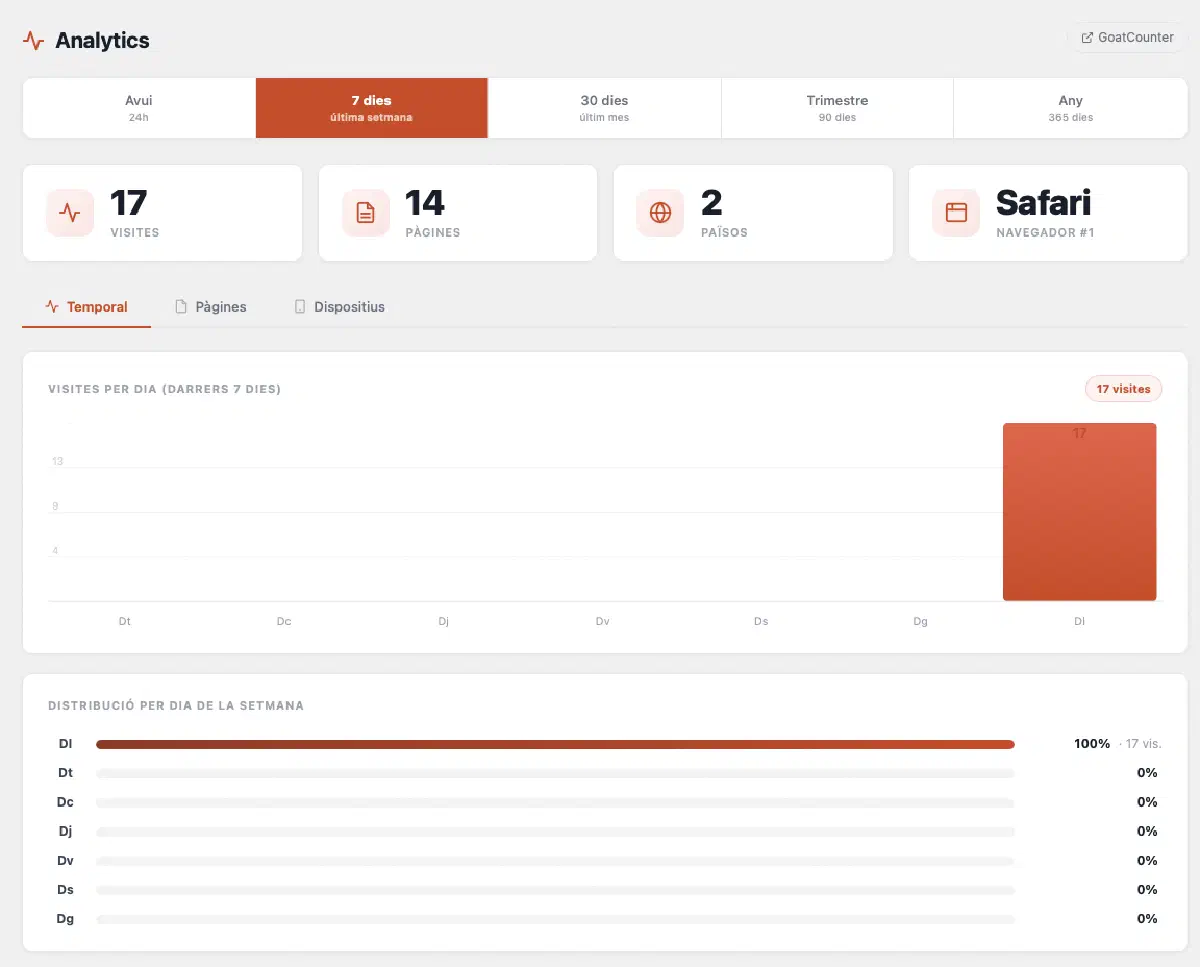 Analytics
GoatCounter
Avui
24h
7 dies
última setmana
30 dies
últim mes
Trimestre
90 dies
Any
365 dies
17
VISITES
14
PÀGINES
2
PAÏSOS
Safari
NAVEGADOR #1
Temporal
Pàgines
Dispositius
VISITES PER DIA (DARRERS 7 DIES)
17 visites
17
13
8
4
Dt
Dc
Dj
Dv
Ds
Dg
Dl
DISTRIBUCIÓ PER DIA DE LA SETMANA
Dl 100% · 17 vis.
Dt 0%
Dc 0%
Dj 0%
Dv 0%
Ds 0%
Dg 0%